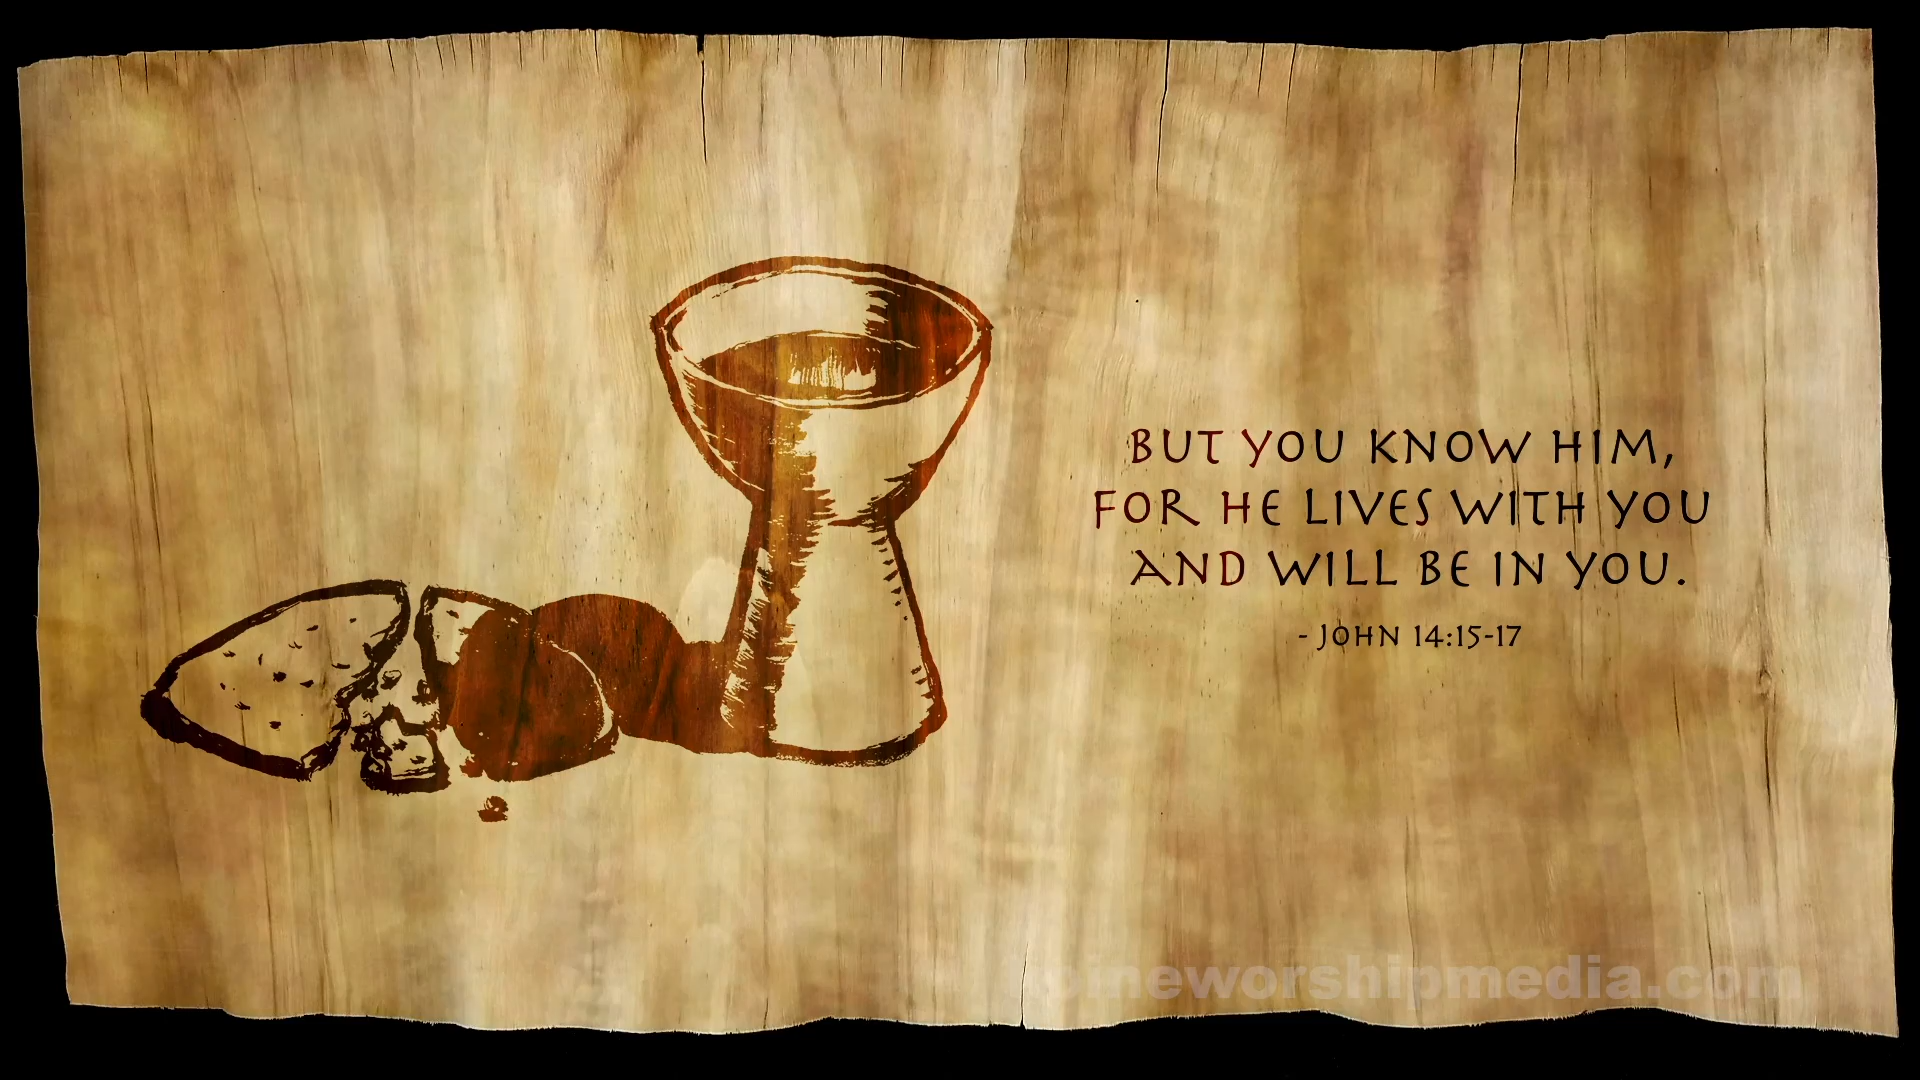 BUT YOU KNOW HIM,
FOR HE LIVES WITH YOU
AND WILL BE IN YOU.
- JOHN 14:15-17